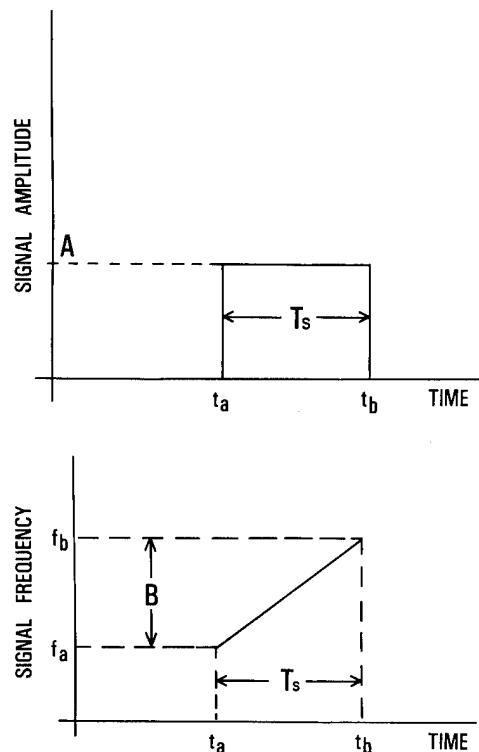 SIGNAL AMPLITUDE
A
Ts
ta
tb
TIME
SIGNAL FREQUENCY
fb
B
fa
Ts
ta
tb
TIME